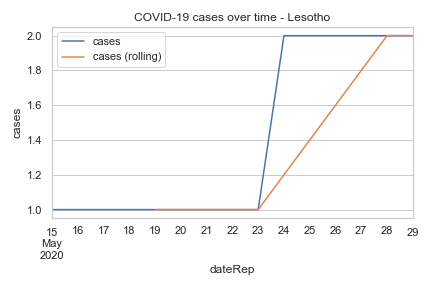 COVID-19 cases over time - Lesotho
cases
cases (rolling)
2.0
1.8
1.6
1.4
1.2
1.0
cases
15 16 17 18 19 20 21 22 23 24 25 26 27 28 29
May
2020
dateRep